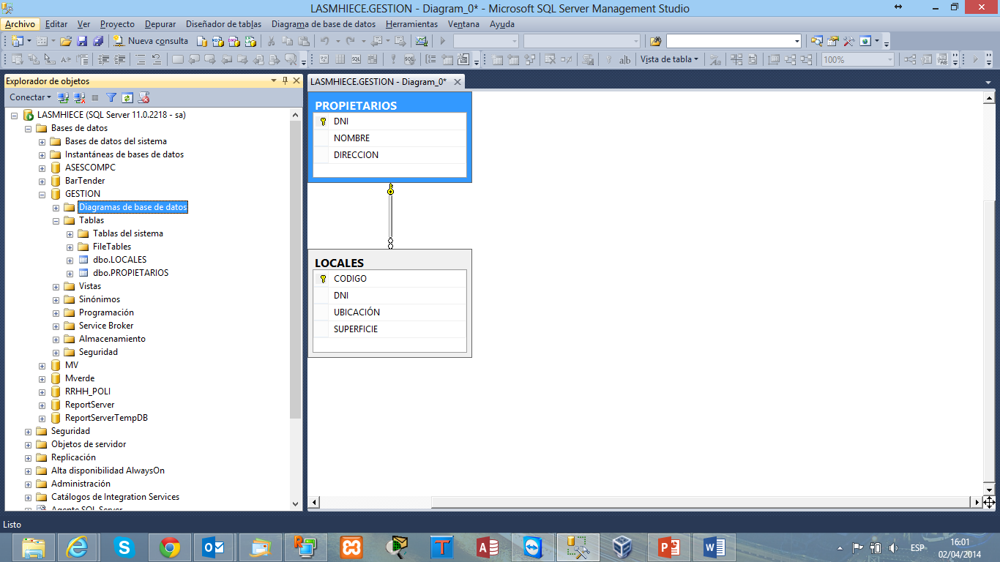 LASMHIECE.GESTION - Diagram_0* - Microsoft SQL Server Management Studio
Archivo Editar Ver Proyecto Depurar Diseñador de tablas Diagrama de base de datos Herramientas Ventana Ayuda
Nueva consulta
Vista de tabla 100%
Explorador de objetos
Conectar
LASMHIECE (SQL Server 11.0.2218 - sa)
Bases de datos
Bases de datos del sistema
Instantáneas de bases de datos
ASESCOMPC
BarTender
GESTION
Diagramas de base de datos
Tablas
Tablas del sistema
FileTables
dbo.LOCALES
dbo.PROPIETARIOS
Vistas
Sinónimos
Programación
Service Broker
Almacenamiento
Seguridad
MV
Mverde
RRHH_POLI
ReportServer
ReportServerTempDB
Seguridad
Objetos de servidor
Replicación
Alta disponibilidad AlwaysOn
Administración
Catálogos de Integration Services
Agente SQL Server
LASMHIECE.GESTION - Diagram_0*
PROPIETARIOS
DNI
NOMBRE
DIRECCION
LOCALES
CODIGO
DNI
UBICACIÓN
SUPERFICIE
Listo
ESP
16:01
02/04/2014